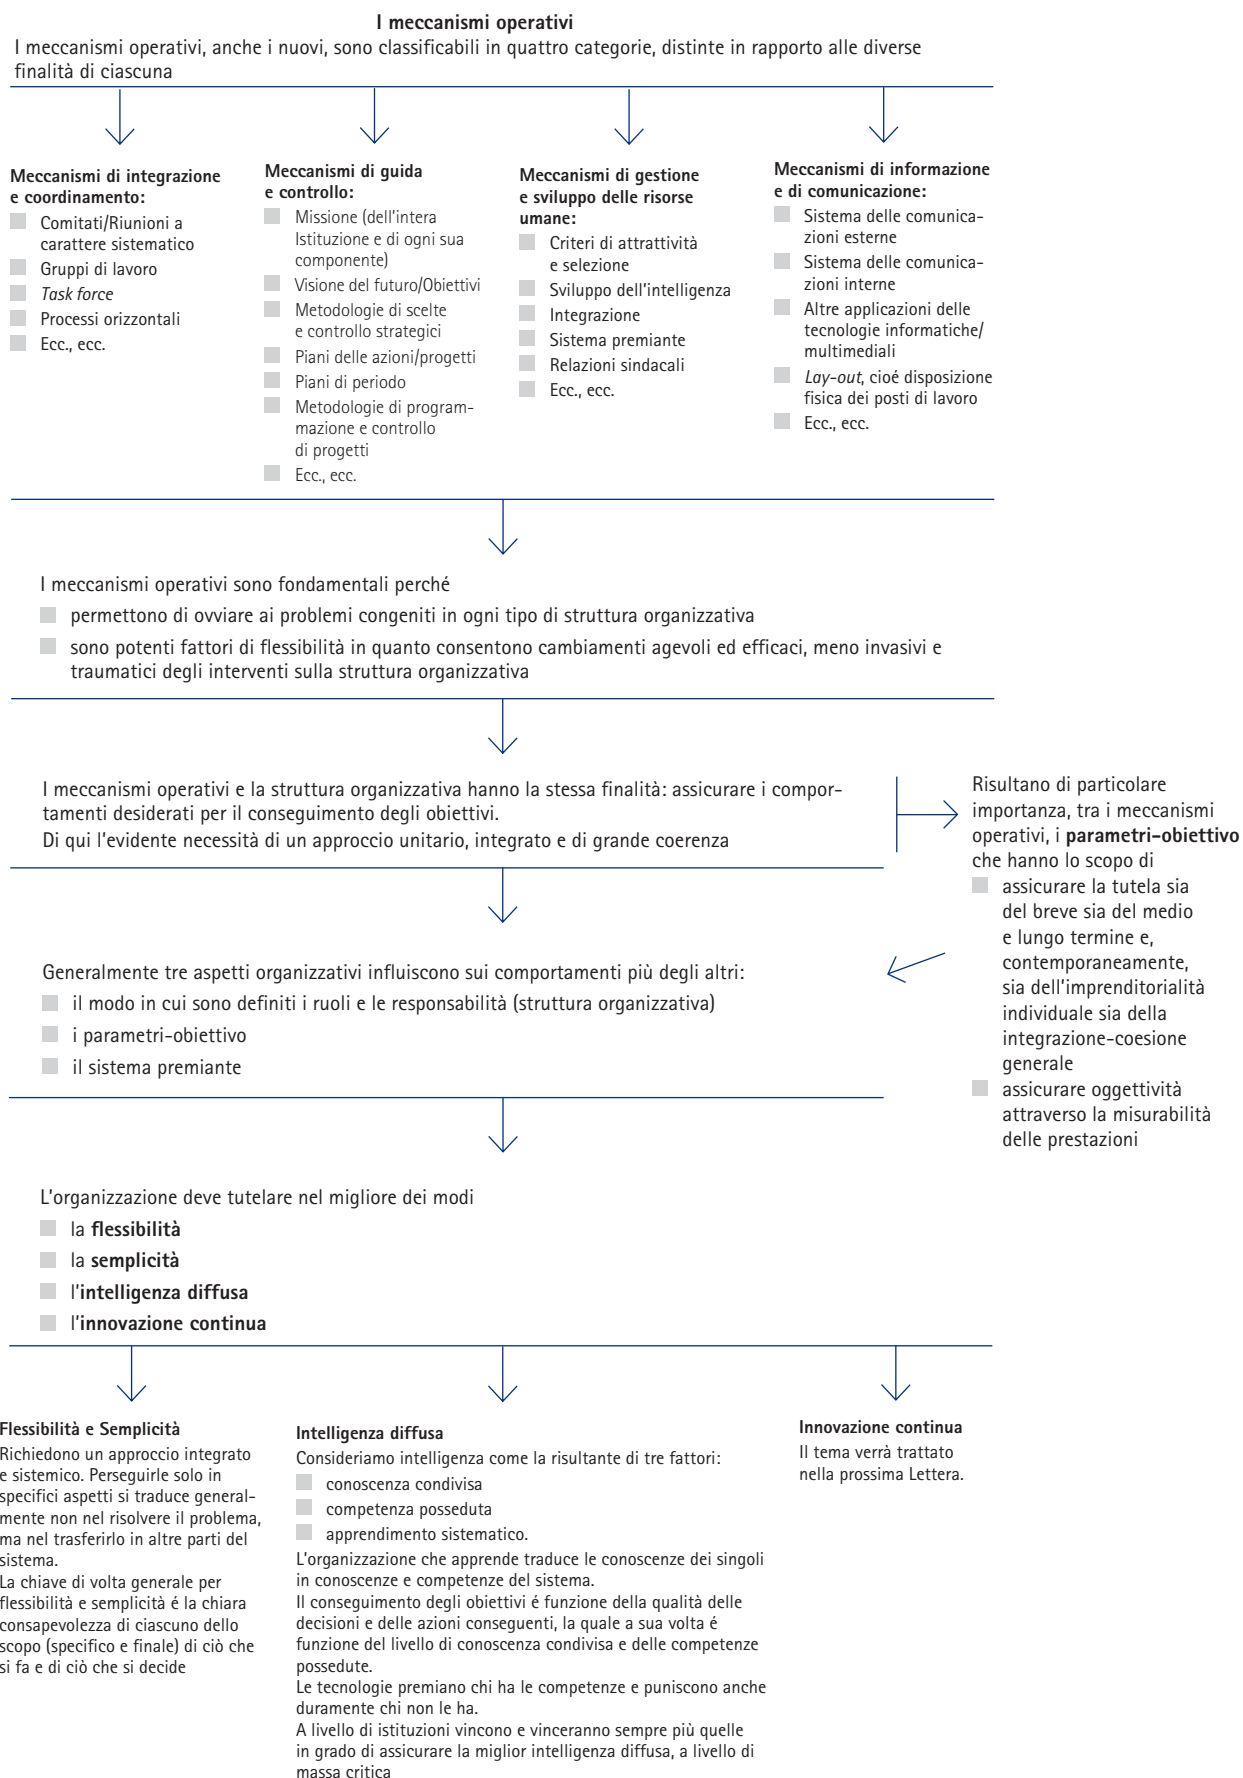 I meccanismi operativi
I meccanismi operativi, anche i nuovi, sono classificabili in quattro categorie, distinte in rapporto alle diverse
finalità di ciascuna
Meccanismi di integrazione
e coordinamento:
Comitati/Riunioni a
carattere sistematico
Gruppi di lavoro
Task force
Processi orizzontali
Ecc., ecc.
Meccanismi di guida
e controllo:
Missione (dell'intera
Istituzione e di ogni sua
componente)
Visione del futuro/Obiettivi
Metodologie di scelte
e controllo strategici
Piani delle azioni/progetti
Piani di periodo
Metodologie di program-
mazione e controllo
di progetti
Ecc., ecc.
Meccanismi di gestione
e sviluppo delle risorse
umane:
Criteri di attrattività
e selezione
Sviluppo dell'intelligenza
Integrazione
Sistema premiante
Relazioni sindacali
Ecc., ecc.
Meccanismi di informazione
e di comunicazione:
Sistema delle comunica-
zioni esterne
Sistema delle comunica-
zioni interne
Altre applicazioni delle
tecnologie informatiche/
multimediali
Lay-out, cioé disposizione
fisica dei posti di lavoro
Ecc., ecc.
I meccanismi operativi sono fondamentali perché
permettono di ovviare ai problemi congeniti in ogni tipo di struttura organizzativa
sono potenti fattori di flessibilità in quanto consentono cambiamenti agevoli ed efficaci, meno invasivi e
traumatici degli interventi sulla struttura organizzativa
I meccanismi operativi e la struttura organizzativa hanno la stessa finalità: assicurare i compor-
tamenti desiderati per il conseguimento degli obiettivi.
Di qui l'evidente necessità di un approccio unitario, integrato e di grande coerenza
Risultano di particolare
importanza, tra i meccanismi
operativi, i parametri-obiettivo
che hanno lo scopo di
assicurare la tutela sia
del breve sia del medio
e lungo termine e,
contemporaneamente,
sia dell'imprenditorialità
individuale sia della
integrazione-coesione
generale
assicurare oggettività
attraverso la misurabilità
delle prestazioni
Generalmente tre aspetti organizzativi influiscono sui comportamenti più degli altri:
il modo in cui sono definiti i ruoli e le responsabilità (struttura organizzativa)
i parametri-obiettivo
il sistema premiante
L'organizzazione deve tutelare nel migliore dei modi
la flessibilità
la semplicità
l'intelligenza diffusa
l'innovazione continua
Flessibilità e Semplicità
Richiedono un approccio integrato
e sistemico. Perseguirle solo in
specifici aspetti si traduce general-
mente non nel risolvere il problema,
ma nel trasferirlo in altre parti del
sistema.
La chiave di volta generale per
flessibilità e semplicità é la chiara
consapevolezza di ciascuno dello
scopo (specifico e finale) di ciò che
si fa e di ciò che si decide
Intelligenza diffusa
Consideriamo intelligenza come la risultante di tre fattori:
conoscenza condivisa
competenza posseduta
apprendimento sistematico.
L'organizzazione che apprende traduce le conoscenze dei singoli
in conoscenze e competenze del sistema.
Il conseguimento degli obiettivi é funzione della qualità delle
decisioni e delle azioni conseguenti, la quale a sua volta é
funzione del livello di conoscenza condivisa e delle competenze
possedute.
Le tecnologie premiano chi ha le competenze e puniscono anche
duramente chi non le ha.
A livello di istituzioni vincono e vinceranno sempre più quelle
in grado di assicurare la miglior intelligenza diffusa, a livello di
massa critica
Innovazione continua
Il tema verrà trattato
nella prossima Lettera.